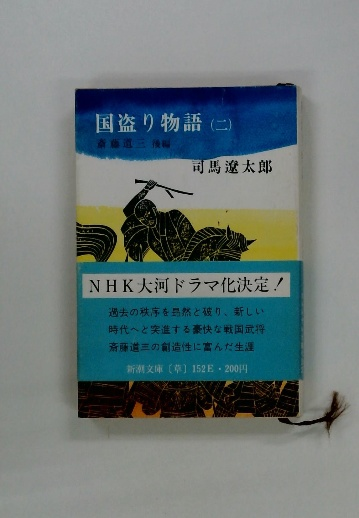 国盗り物語 (二)
斎藤道三 後編
司馬遼太郎
NHK大河ドラマ化決定!
過去の秩序を昂然と破り、新しい
時代へと突進する豪快な戦国武将
斎藤道三の創造性に富んだ生涯
新潮文庫 [草] 152E・200円